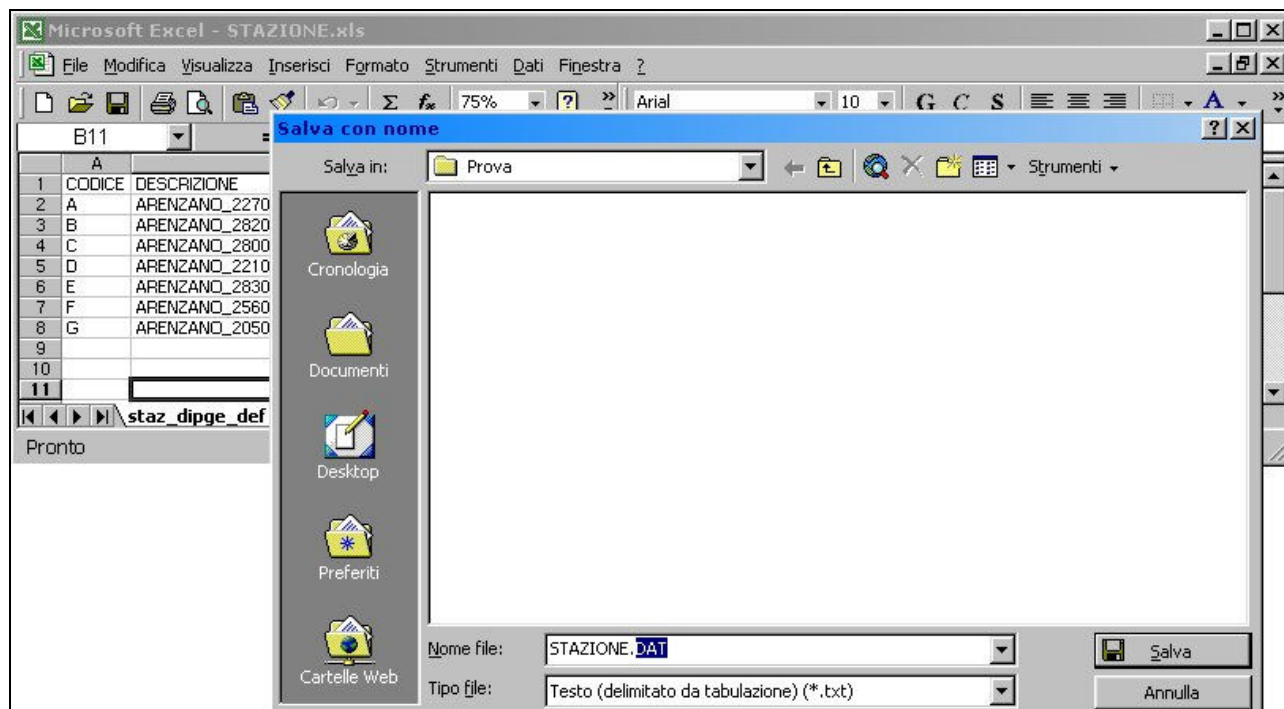 Microsoft Excel - STAZIONE.xls
File Modifica Visualizza Inserisci Formato Strumenti Dati Finestra ?
Σ fx 75% ? » Arial 10 G C S A »
B11 =
Salva con nome ?
Salva in: Prova Strumenti
A
1 CODICE DESCRIZIONE
2 A ARENZANO_2270
3 B ARENZANO_2820
4 C ARENZANO_2800
5 D ARENZANO_2210
6 E ARENZANO_2830
7 F ARENZANO_2560
8 G ARENZANO_2050
9
10
11
staz_dipge_def
Pronto
Cronologia
Documenti
Desktop
Preferiti
Cartelle Web
Nome file: STAZIONE.DAT Salva
Tipo file: Testo (delimitato da tabulazione) (*.txt) Annulla